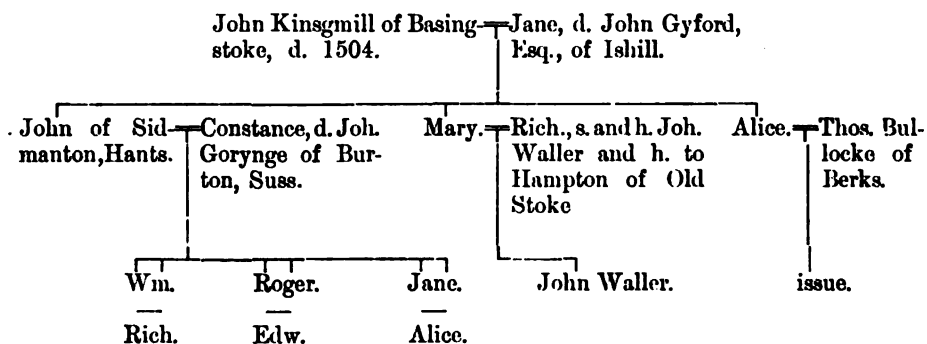 John Kinsgmill of Basing-
stoke, d. 1504.
Jane, d. John Gyford,
Esq., of Ishill.
. John of Sid-
manton, Hants.
Constance, d. Joh.
Gorynge of Bur-
ton, Suss.
Mary.
Rich., s. and h. Joh.
Waller and h. to
Hampton of Old
Stoke
Alice.
Thos. Bul-
locke of
Berks.
Wm.
Roger.
Jane.
John Waller.
issue.
Rich.
Edw.
Alice.